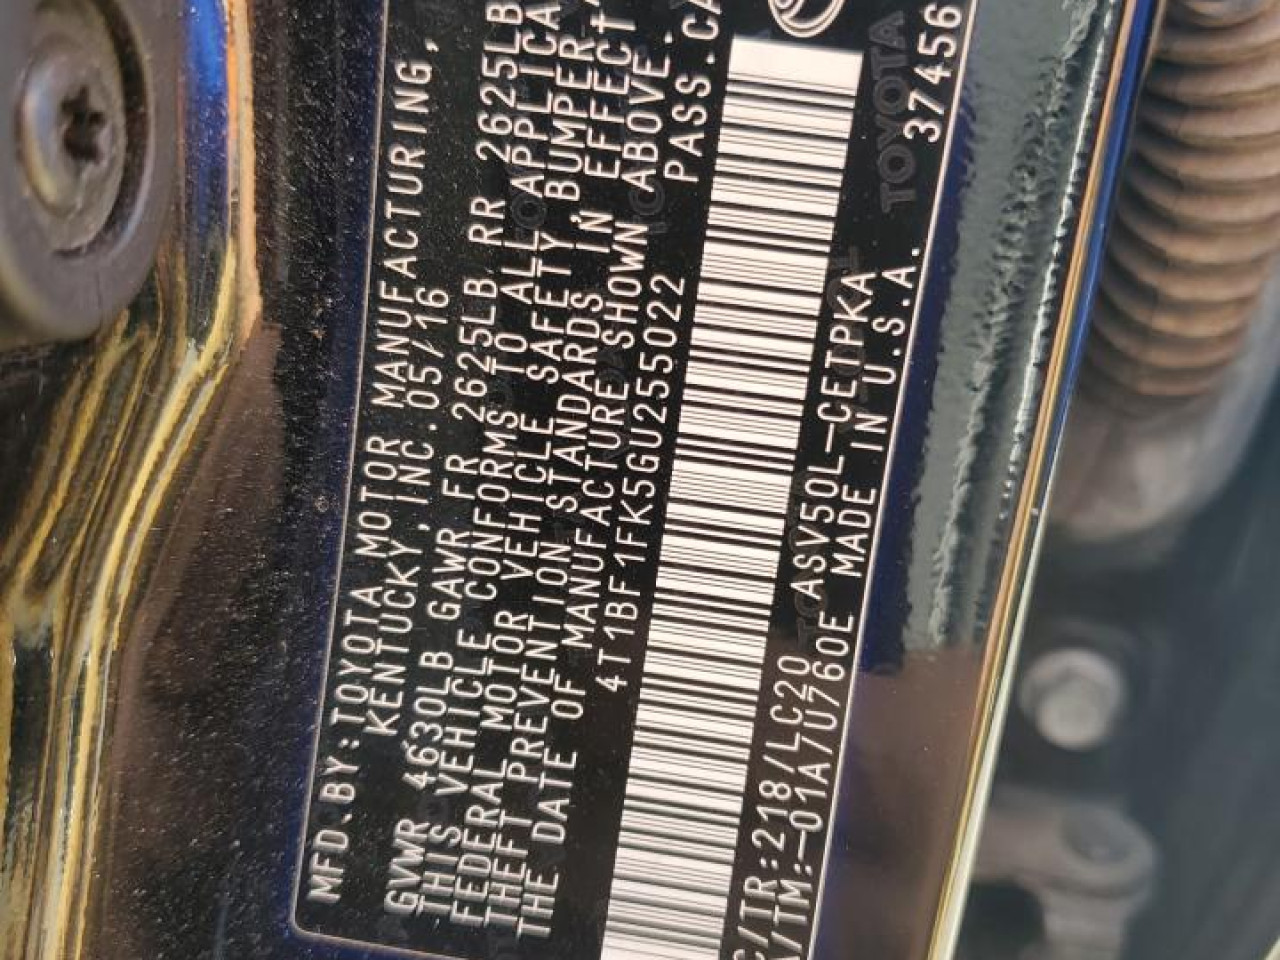 MFD.BY:TOYOTA MOTOR MANUFACTURING,
KENTUCKY,INC.05/16
GVWR 4630LB GAWR FR 2625LB RR 2625LB
THIS VEHICLE CONFORMS TO ALL APPLICA
FEDERAL MOTOR VEHICLE SAFETY,BUMPER,
THEFT PREVENTION STANDARDS IN EFFECT
THE DATE OF MANUFACTURE SHOWN ABOVE.
4T1BF1FK5GU255022 PASS.CA
C/TR:218/LC20 ASV50L-CETPKA
/TM:-01A/U760E MADE IN U.S.A. 37456
TOYOTA